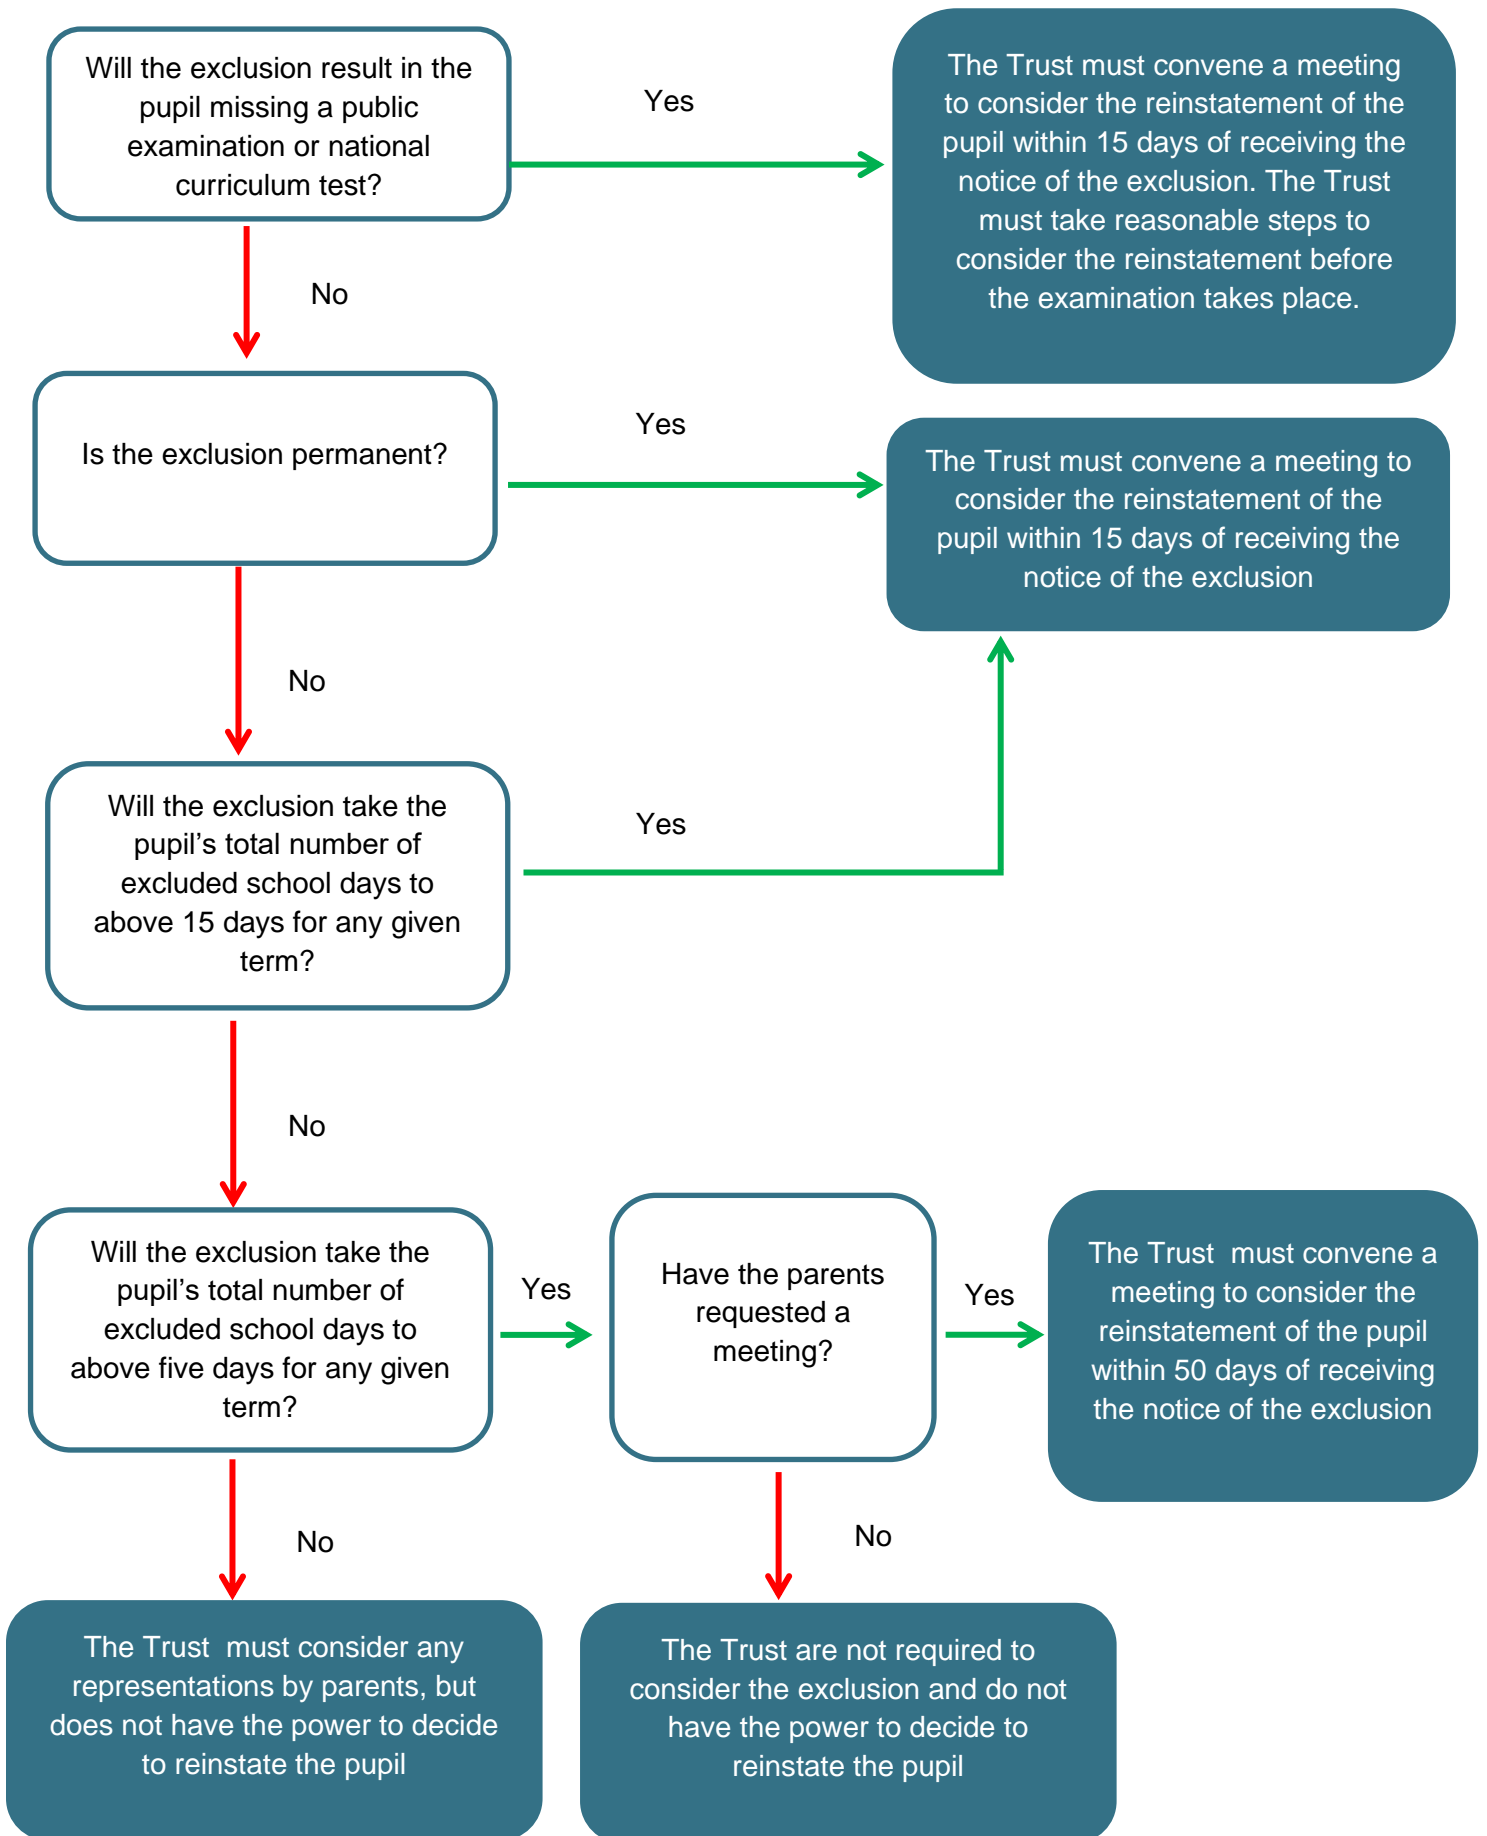 Will the exclusion result in the
pupil missing a public
examination or national
curriculum test?
Yes
The Trust must convene a meeting
to consider the reinstatement of the
pupil within 15 days of receiving the
notice of the exclusion. The Trust
must take reasonable steps to
consider the reinstatement before
the examination takes place.
No
Is the exclusion permanent?
Yes
The Trust must convene a meeting to
consider the reinstatement of the
pupil within 15 days of receiving the
notice of the exclusion
No
Will the exclusion take the
pupil’s total number of
excluded school days to
above 15 days for any given
term?
Yes
No
Will the exclusion take the
pupil’s total number of
excluded school days to
above five days for any given
term?
Yes
Have the parents
requested a
meeting?
Yes
The Trust  must convene a
meeting to consider the
reinstatement of the pupil
within 50 days of receiving
the notice of the exclusion
No
No
The Trust  must consider any
representations by parents, but
does not have the power to decide
to reinstate the pupil
The Trust are not required to
consider the exclusion and do not
have the power to decide to
reinstate the pupil